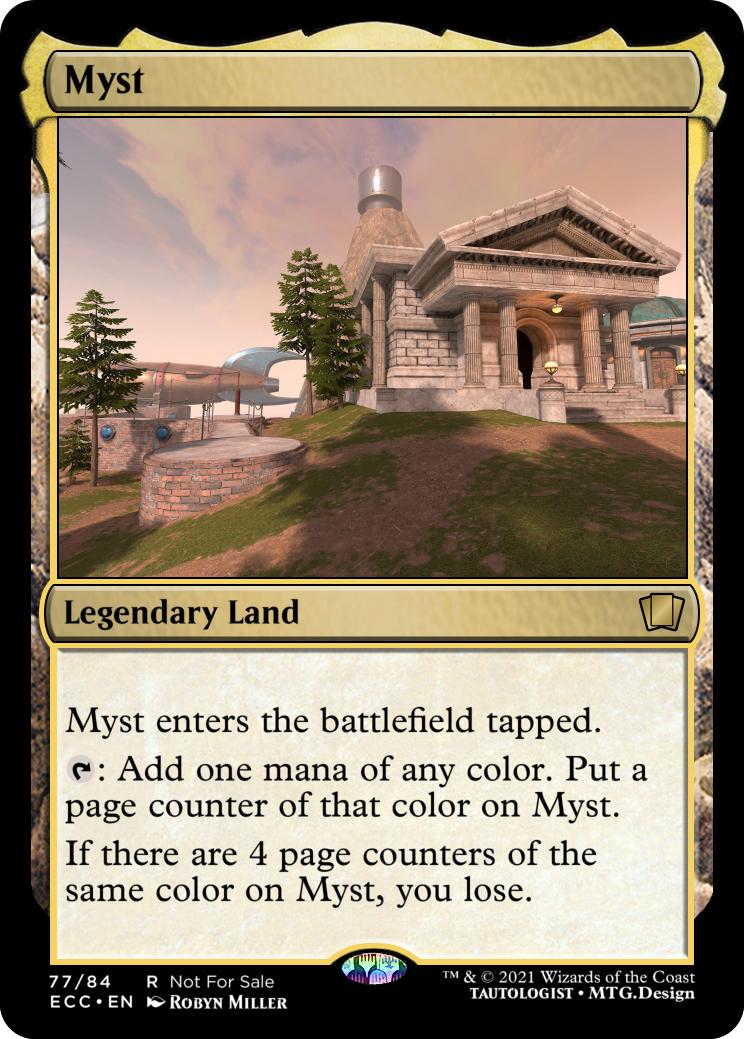 Myst
Legendary Land
Myst enters the battlefield tapped.
: Add one mana of any color. Put a
page counter of that color on Myst.
If there are 4 page counters of the
same color on Myst, you lose.
77/84 R Not For Sale
ECC • EN ROBYN MILLER
™ & © 2021 Wizards of the Coast
TAUTOLOGIST • MTG.Design